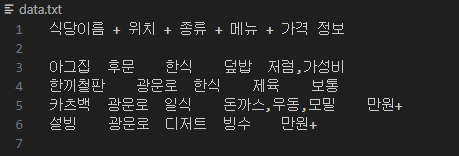 data.txt
1 식당이름 + 위치 + 종류 + 메뉴 + 가격 정보
2
3 아그집 후문 한식 덮밥 저렴,가성비
4 한끼철판 광운로 한식 제육 보통
5 카츠백 광운로 일식 돈까스,우동,모밀 만원+
6 설빙 광운로 디저트 빙수 만원+
7